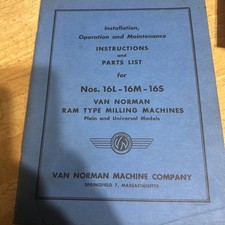 Installation,
Operation and Maintenance
INSTRUCTIONS
and
PARTS LIST
for
Nos. 16L - 16M - 16S
VAN NORMAN
RAM TYPE MILLING MACHINES
Plain and Universal Models
VAN NORMAN MACHINE COMPANY
SPRINGFIELD 7, MASSACHUSETTS